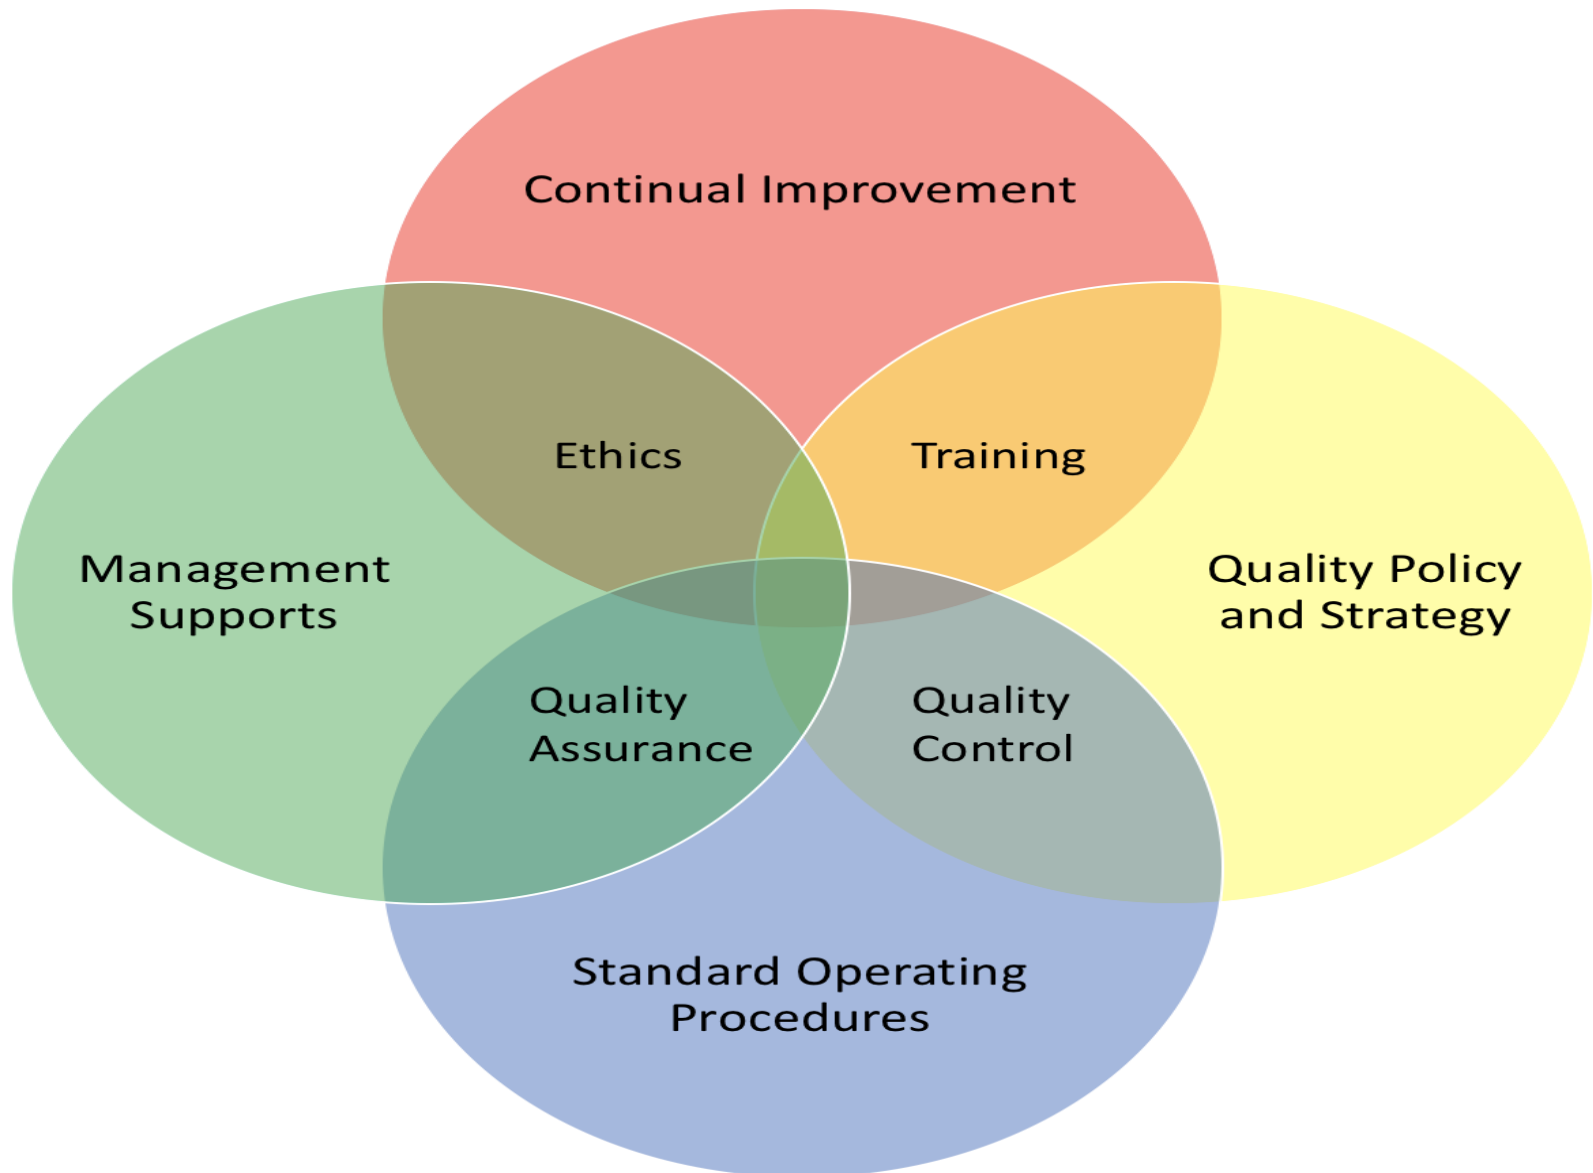 Continual Improvement
Ethics
Training
Management
Supports
Quality Policy
and Strategy
Quality
Assurance
Quality
Control
Standard Operating
Procedures